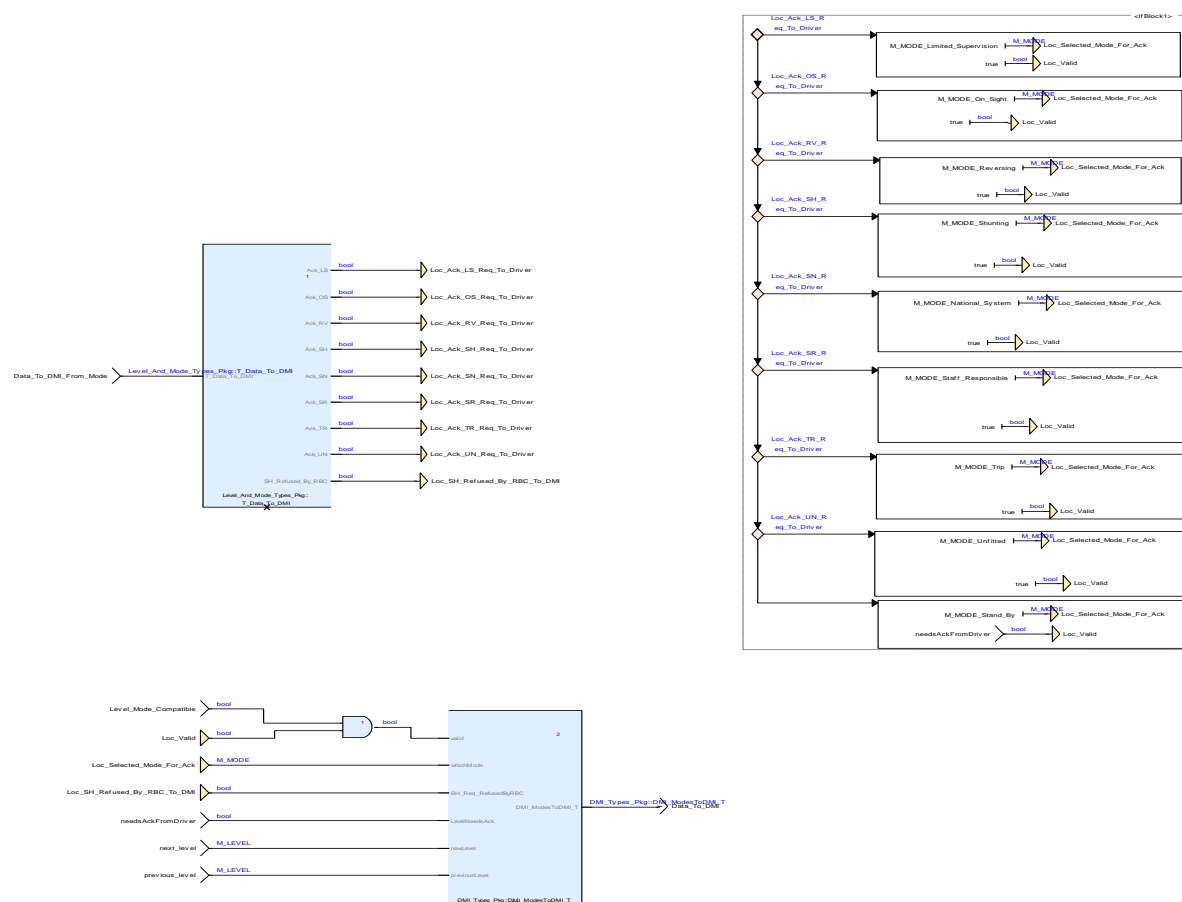 Data_To_DMI_From_Mode
Level_And_Mode_Types_Pkg::T_Data_To_DMI
T_Data_To_DMI
Ack_LS
1
bool
Loc_Ack_LS_Req_To_Driver
Ack_OS
bool
Loc_Ack_OS_Req_To_Driver
Ack_RV
bool
Loc_Ack_RV_Req_To_Driver
Ack_SH
bool
Loc_Ack_SH_Req_To_Driver
Ack_SN
bool
Loc_Ack_SN_Req_To_Driver
Ack_SR
bool
Loc_Ack_SR_Req_To_Driver
Ack_TR
bool
Loc_Ack_TR_Req_To_Driver
Ack_UN
bool
Loc_Ack_UN_Req_To_Driver
SH_Refused_By_RBC
bool
Loc_SH_Refused_By_RBC_To_DMI
Level_And_Mode_Types_Pkg::
T_Data_To_DMI
<IfBlock1>
Loc_Ack_LS_R
eq_To_Driver
M_MODE_Limited_Supervision
M_MODE
Loc_Selected_Mode_For_Ack
true
bool
Loc_Valid
Loc_Ack_OS_R
eq_To_Driver
M_MODE_On_Sight
M_MODE
Loc_Selected_Mode_For_Ack
true
bool
Loc_Valid
Loc_Ack_RV_R
eq_To_Driver
M_MODE_Reversing
M_MODE
Loc_Selected_Mode_For_Ack
true
bool
Loc_Valid
Loc_Ack_SH_R
eq_To_Driver
M_MODE_Shunting
M_MODE
Loc_Selected_Mode_For_Ack
true
bool
Loc_Valid
Loc_Ack_SN_R
eq_To_Driver
M_MODE_National_System
M_MODE
Loc_Selected_Mode_For_Ack
true
bool
Loc_Valid
Loc_Ack_SR_R
eq_To_Driver
M_MODE_Staff_Responsible
M_MODE
Loc_Selected_Mode_For_Ack
true
bool
Loc_Valid
Loc_Ack_TR_R
eq_To_Driver
M_MODE_Trip
M_MODE
Loc_Selected_Mode_For_Ack
true
bool
Loc_Valid
Loc_Ack_UN_R
eq_To_Driver
M_MODE_Unfitted
M_MODE
Loc_Selected_Mode_For_Ack
true
bool
Loc_Valid
M_MODE_Stand_By
M_MODE
Loc_Selected_Mode_For_Ack
needsAckFromDriver
bool
Loc_Valid
Level_Mode_Compatible
bool
Loc_Valid
bool
1
bool
valid
2
Loc_Selected_Mode_For_Ack
M_MODE
whichMode
Loc_SH_Refused_By_RBC_To_DMI
bool
SH_Req_RefusedByRBC
DMI_ModesToDMI_T
DMI_Types_Pkg::DMI_ModesToDMI_T
Data_To_DMI
needsAckFromDriver
bool
LevelNeedsAck
next_level
M_LEVEL
newLevel
previous_level
M_LEVEL
previousLevel
DMI_Types_Pkg::DMI_ModesToDMI_T